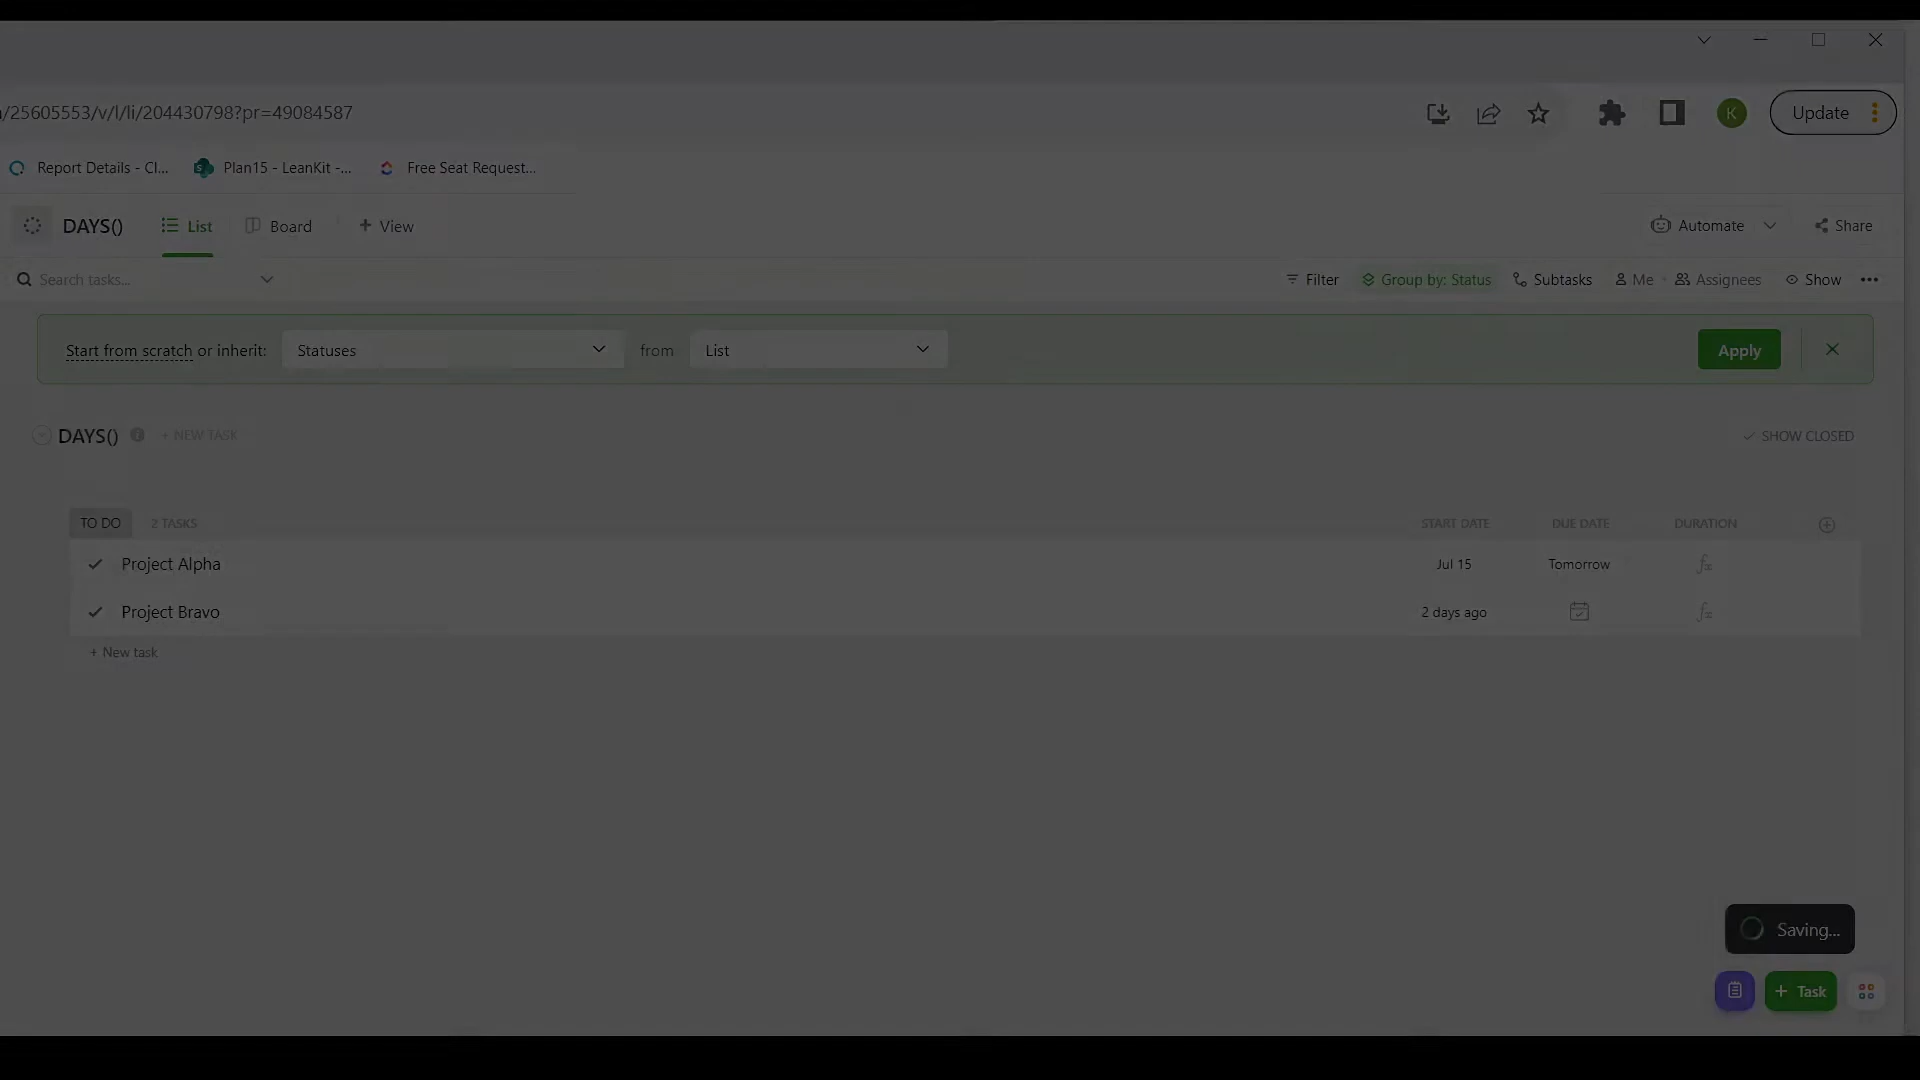 /25605553/v/l/li/204430798?pr=49084587
Update
K
Report Details - Cl...
Plan15 - LeanKit -...
Free Seat Request...
DAYS()
List
Board
+ View
Automate
Share
Search tasks...
Filter
Group by: Status
Subtasks
Me
Assignees
Show
Start from scratch or inherit:
Statuses
from
List
Apply
DAYS()
+ NEW TASK
SHOW CLOSED
TO DO
2 TASKS
START DATE
DUE DATE
DURATION
Project Alpha
Jul 15
Tomorrow
Project Bravo
2 days ago
+ New task
Saving...
+ Task